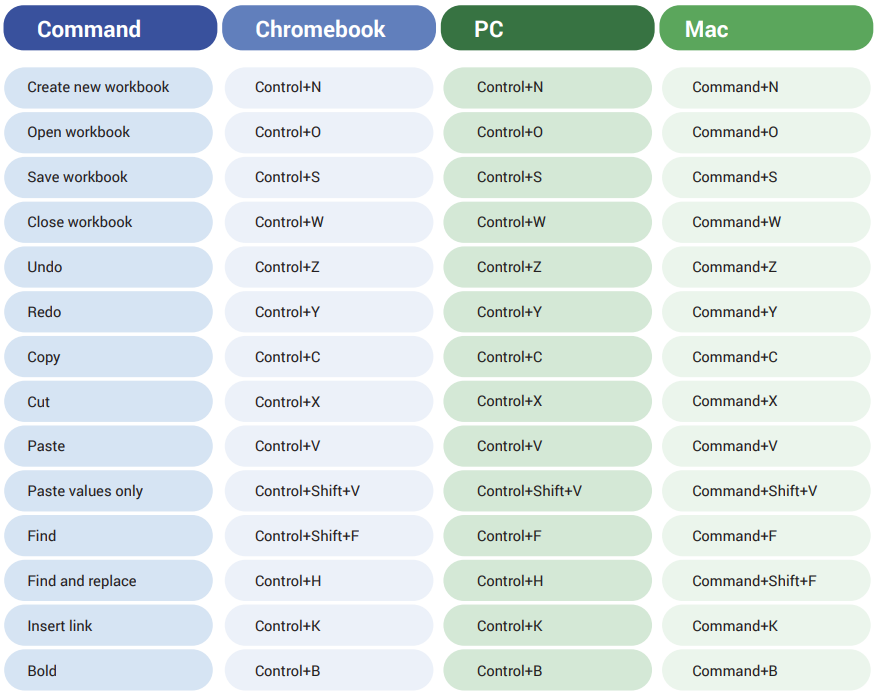 Command Chromebook PC Mac
Create new workbook Control+N Control+N Command+N
Open workbook Control+O Control+O Command+O
Save workbook Control+S Control+S Command+S
Close workbook Control+W Control+W Command+W
Undo Control+Z Control+Z Command+Z
Redo Control+Y Control+Y Command+Y
Copy Control+C Control+C Command+C
Cut Control+X Control+X Command+X
Paste Control+V Control+V Command+V
Paste values only Control+Shift+V Control+Shift+V Command+Shift+V
Find Control+Shift+F Control+F Command+F
Find and replace Control+H Control+H Command+Shift+F
Insert link Control+K Control+K Command+K
Bold Control+B Control+B Command+B